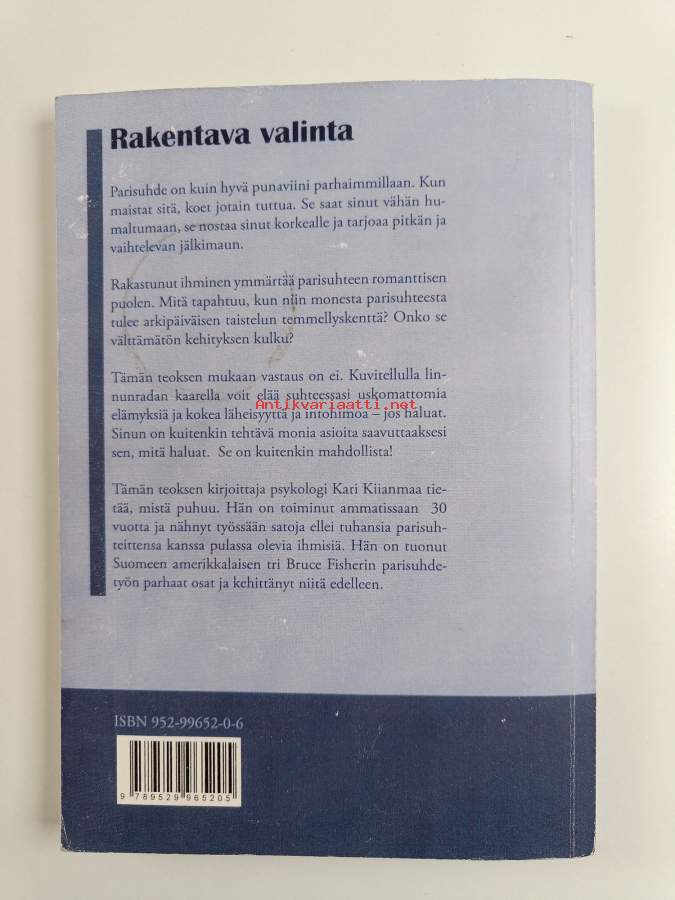 Rakentava valinta
Parisuhde on kuin hyvä punaviini parhaimmillaan. Kun
maistat sitä, koet jotain tuttua. Se saat sinut vähän hu-
maltumaan, se nostaa sinut korkealle ja tarjoaa pitkän ja
vaihtelevan jälkimaun.
Rakastunut ihminen ymmärtää parisuhteen romanttisen
puolen. Mitä tapahtuu, kun niin monesta parisuhteesta
tulee arkipäiväisen taistelun temmellyskenttä? Onko se
välttämätön kehityksen kulku?
Tämän teoksen mukaan vastaus on ei. Kuvitellulla lin-
nunradan kaarella voit elää suhteessasi uskomattomia
Antikvariaatti.net
elämyksiä ja kokea läheisyyttä ja intohimoa – jos haluat.
Sinun on kuitenkin tehtävä monia asioita saavuttaaksesi
sen, mitä haluat. Se on kuitenkin mahdollista!
Tämän teoksen kirjoittaja psykologi Kari Kiianmaa tie-
tää, mistä puhuu. Hän on toiminut ammatissaan 30
vuotta ja nähnyt työssään satoja ellei tuhansia parisuh-
teittensa kanssa pulassa olevia ihmisiä. Hän on tuonut
Suomeen amerikkalaisen tri Bruce Fisherin parisuhde-
työn parhaat osat ja kehittänyt niitä edelleen.
ISBN 952-99652-0-6
9 789529 965205